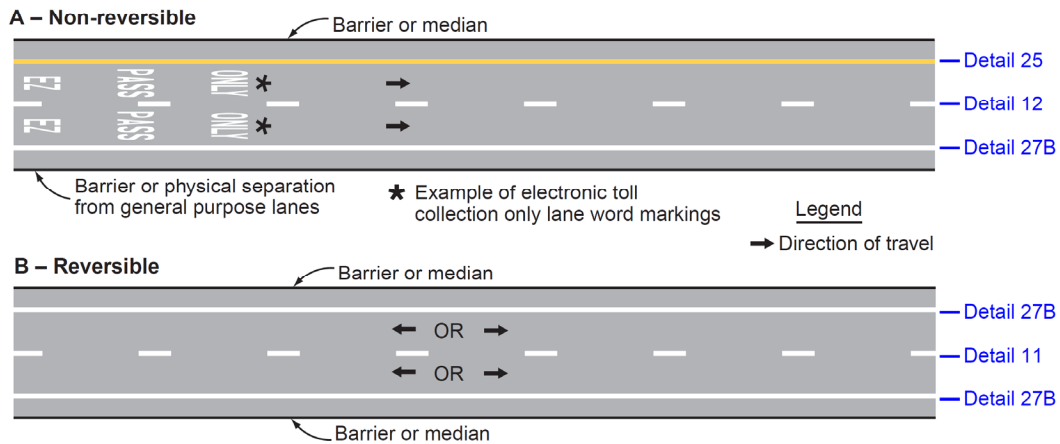 A – Non-reversible
Barrier or median
Detail 25
EZ PASS ONLY *
Detail 12
EZ PASS ONLY *
Detail 27B
Barrier or physical separation
from general purpose lanes
* Example of electronic toll
collection only lane word markings
Legend
Direction of travel
B – Reversible
Barrier or median
Detail 27B
OR
Detail 11
OR
Detail 27B
Barrier or median